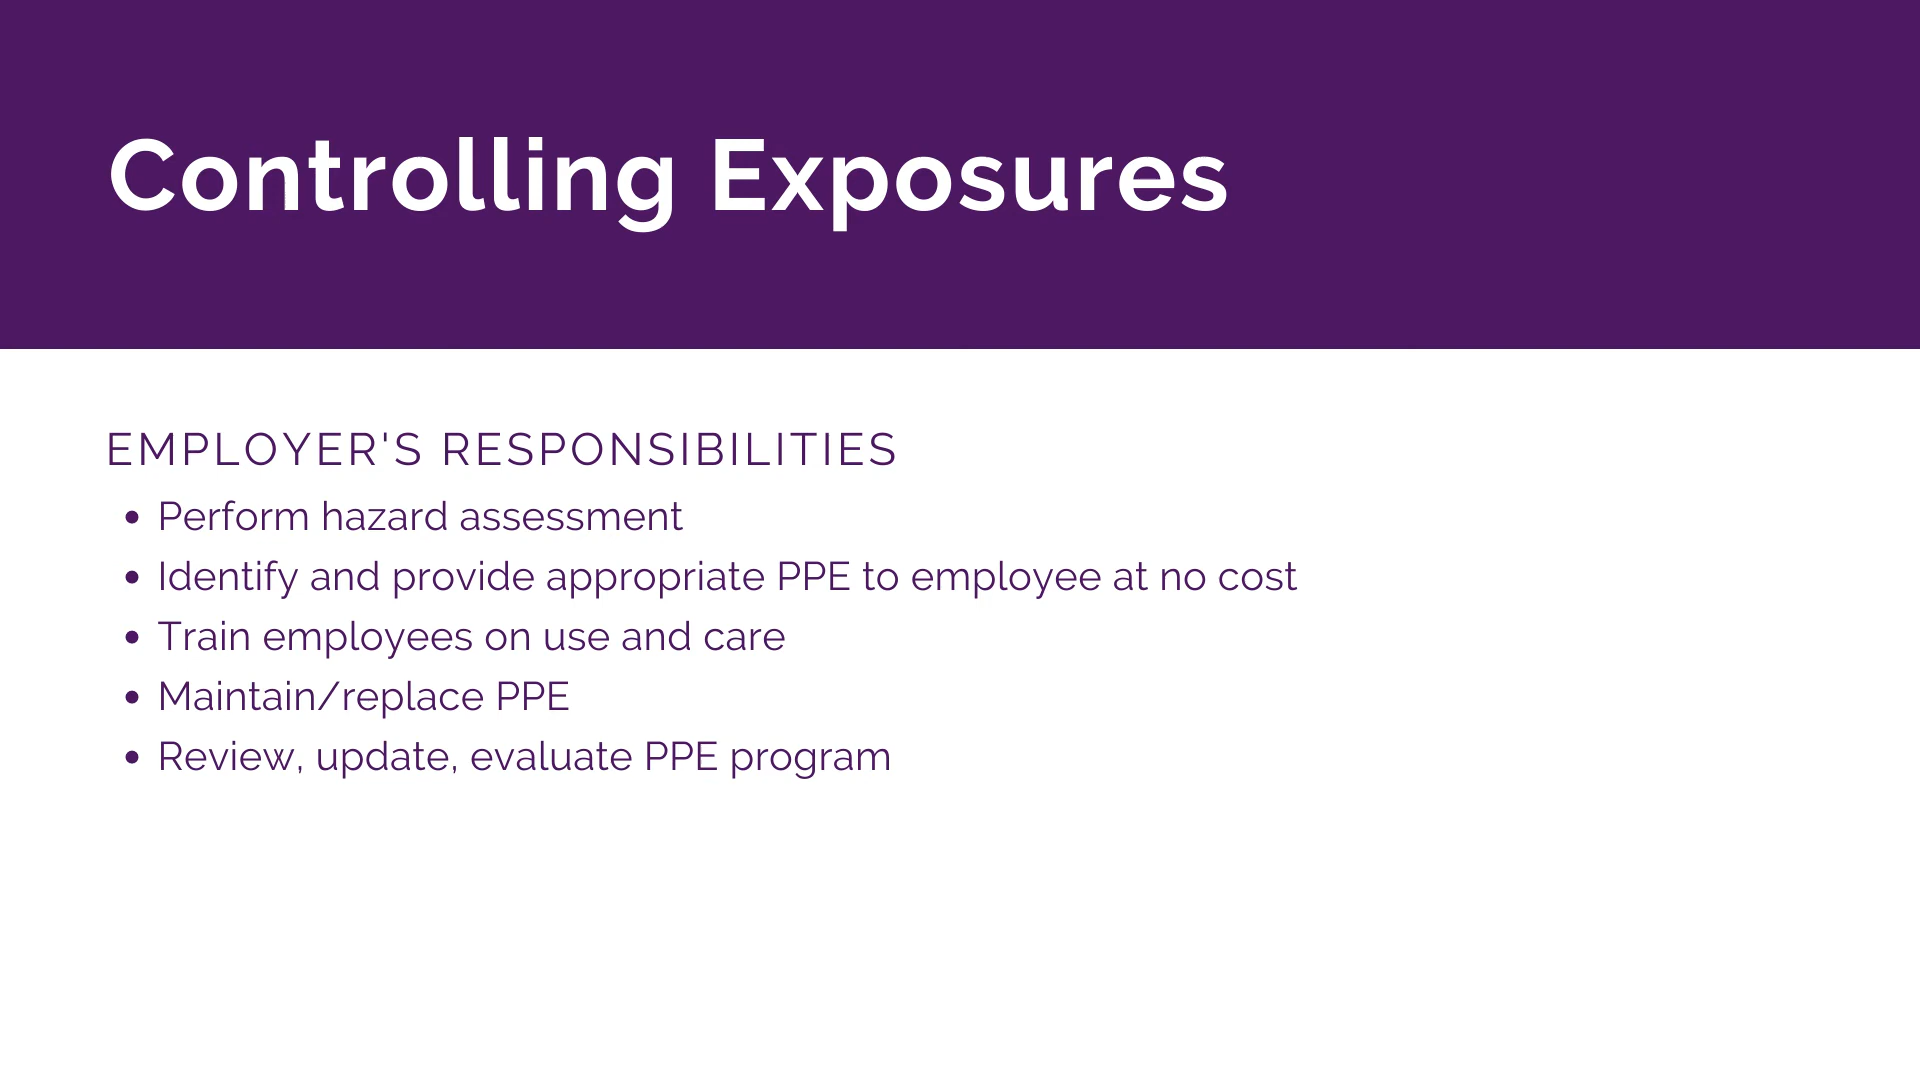 Controlling Exposures
EMPLOYER'S RESPONSIBILITIES
• Perform hazard assessment
• Identify and provide appropriate PPE to employee at no cost
• Train employees on use and care
• Maintain/replace PPE
• Review, update, evaluate PPE program